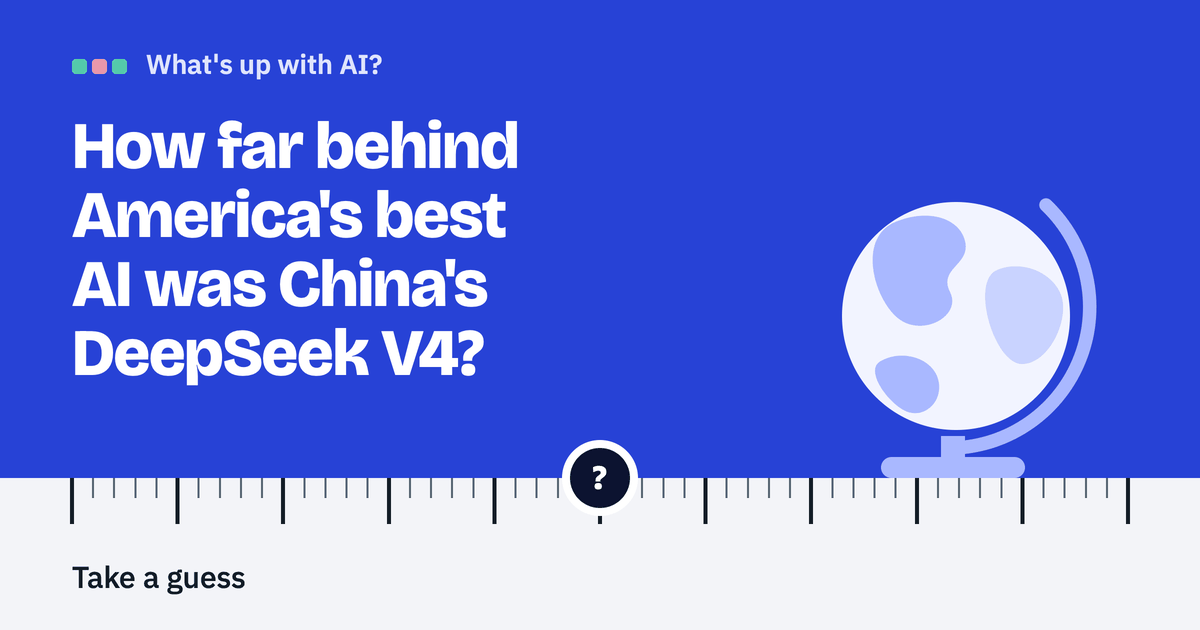 What's up with AI?
How far behind
America's best
AI was China's
DeepSeek V4?
?
Take a guess